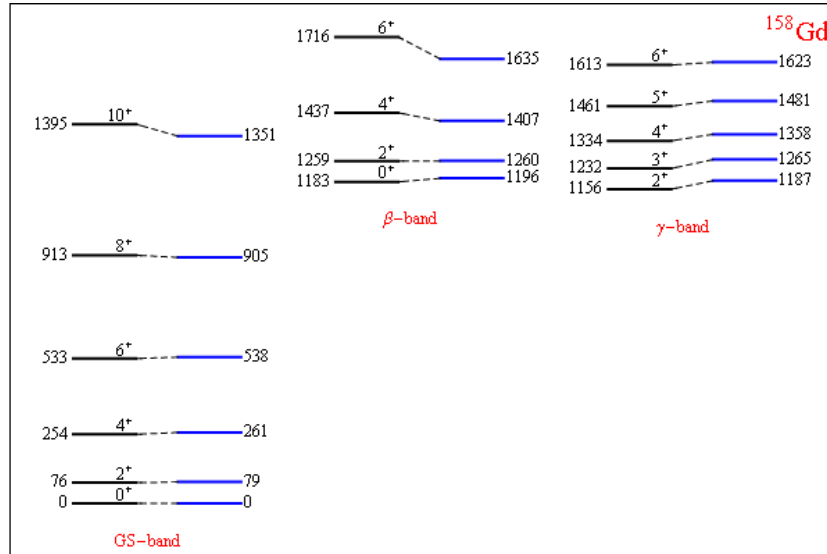 ¹⁵⁸Gd
1716 6⁺ 1635
1613 6⁺ 1623
1461 5⁺ 1481
1437 4⁺ 1407
1395 10⁺ 1351
1334 4⁺ 1358
1259 2⁺ 1260
1232 3⁺ 1265
1183 0⁺ 1196
1156 2⁺ 1187
β-band
γ-band
913 8⁺ 905
533 6⁺ 538
254 4⁺ 261
76 2⁺ 79
0 0⁺ 0
GS-band